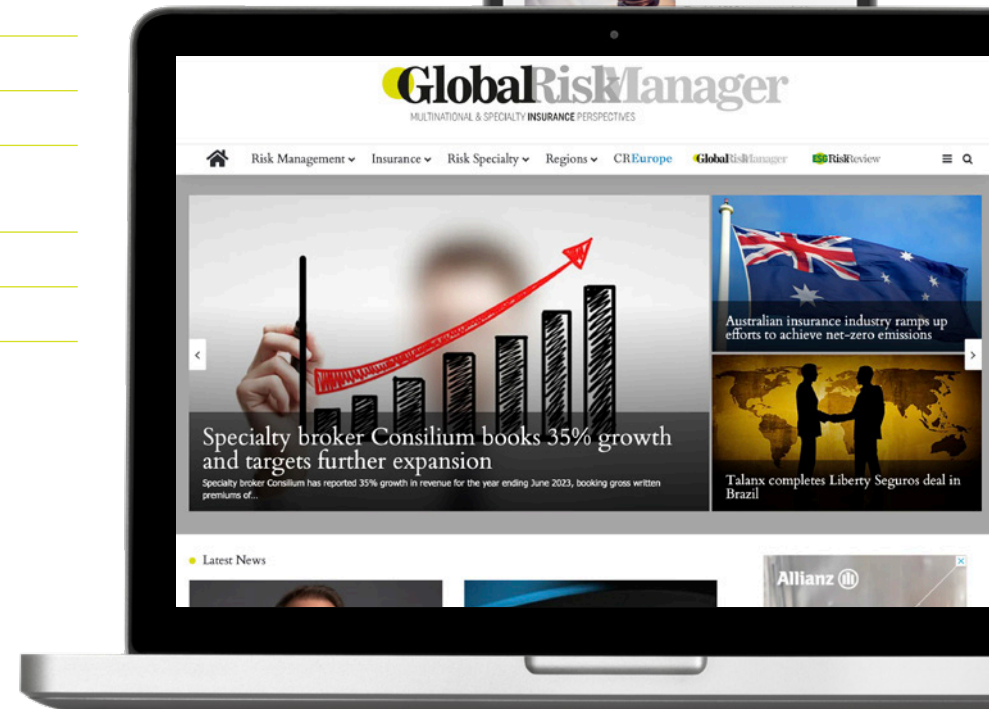 GlobalRiskManager
MULTINATIONAL & SPECIALTY INSURANCE PERSPECTIVES
Risk Management Insurance Risk Specialty Regions CREurope GlobalRiskManager ESGRiskReview
Specialty broker Consilium books 35% growth
and targets further expansion
Specialty broker Consilium has reported 35% growth in revenue for the year ending June 2023, booking gross written
premiums of...
Australian insurance industry ramps up
efforts to achieve net-zero emissions
Talanx completes Liberty Seguros deal in
Brazil
Latest News
Allianz